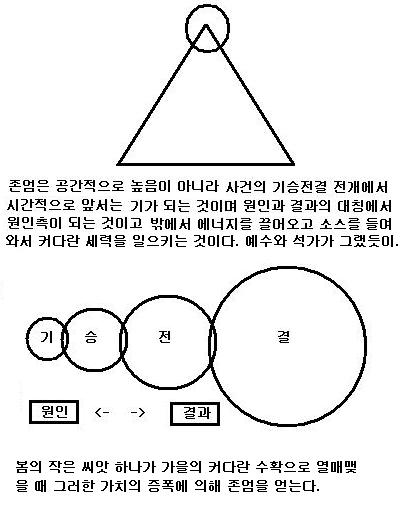 존엄은 공간적으로 높음이 아니라 사건의 기승전결 전개에서
시간적으로 앞서는 기가 되는 것이며 원인과 결과의 대칭에서
원인측이 되는 것이고 밖에서 에너지를 끌어오고 소스를 들여
와서 커다란 세력을 일으키는 것이다. 예수와 석가가 그랬듯이.
기 승 전 결
원인 <- -> 결과
봄의 작은 씨앗 하나가 가을의 커다란 수확으로 열매맺
을 때 그러한 가치의 증폭에 의해 존엄을 얻는다.